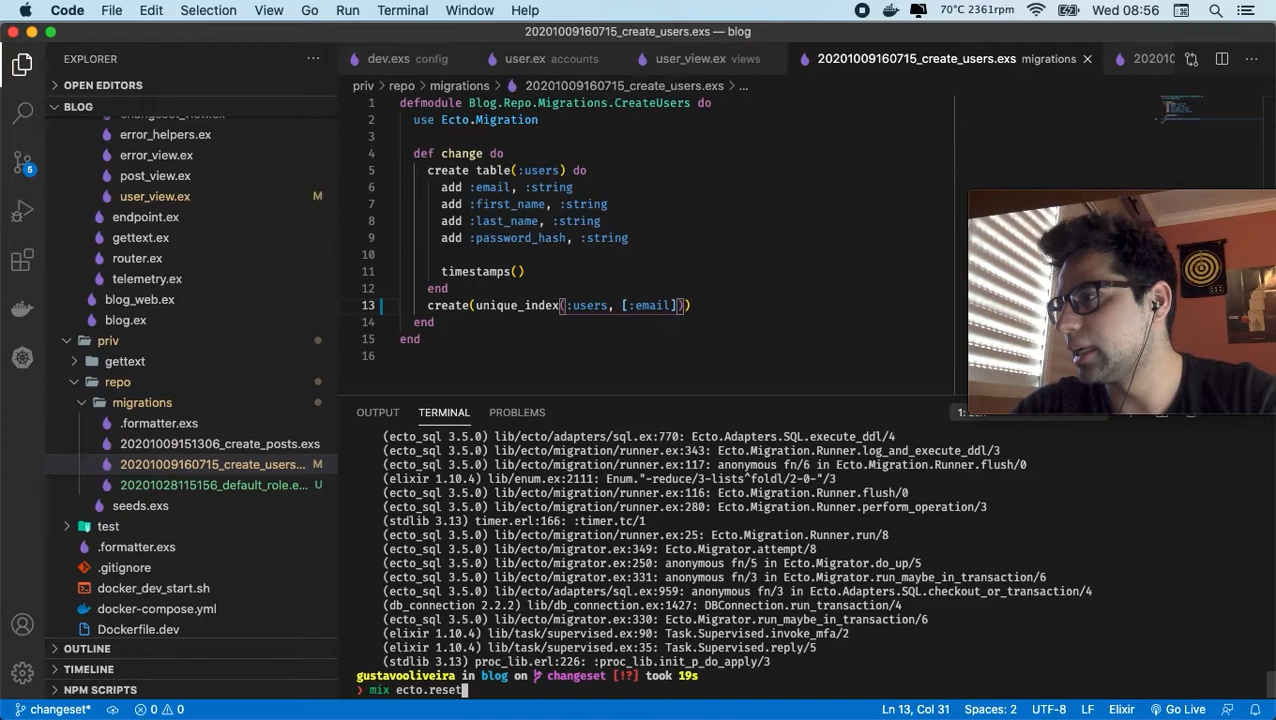 Code File Edit Selection View Go Run Terminal Window Help 70°C 2361rpm Wed 08:56
20201009160715_create_users.exs — blog
EXPLORER
OPEN EDITORS
BLOG
error_helpers.ex
error_view.ex
post_view.ex
user_view.ex M
endpoint.ex
gettext.ex
router.ex
telemetry.ex
blog_web.ex
blog.ex
priv
gettext
repo
migrations
.formatter.exs
20201009151306_create_posts.exs
20201009160715_create_users... M
20201028115156_default_role.e... U
seeds.exs
test
.formatter.exs
.gitignore
docker_dev_start.sh
docker-compose.yml
Dockerfile.dev
OUTLINE
TIMELINE
NPM SCRIPTS
5
dev.exs config user.ex accounts user_view.ex views 20201009160715_create_users.exs migrations
priv > repo > migrations > 20201009160715_create_users.exs > ...
1 defmodule Blog.Repo.Migrations.CreateUsers do
2 use Ecto.Migration
3
4 def change do
5 create table(:users) do
6 add :email, :string
7 add :first_name, :string
8 add :last_name, :string
9 add :password_hash, :string
10
11 timestamps()
12 end
13 create(unique_index(:users, [:email]))
14 end
15 end
16
OUTPUT TERMINAL PROBLEMS
(ecto_sql 3.5.0) lib/ecto/adapters/sql.ex:770: Ecto.Adapters.SQL.execute_ddl/4
(ecto_sql 3.5.0) lib/ecto/migration/runner.ex:343: Ecto.Migration.Runner.log_and_execute_ddl/3
(ecto_sql 3.5.0) lib/ecto/migration/runner.ex:117: anonymous fn/6 in Ecto.Migration.Runner.flush/0
(elixir 1.10.4) lib/enum.ex:2111: Enum."-reduce/3-lists^foldl/2-0-"/3
(ecto_sql 3.5.0) lib/ecto/migration/runner.ex:116: Ecto.Migration.Runner.flush/0
(ecto_sql 3.5.0) lib/ecto/migration/runner.ex:280: Ecto.Migration.Runner.perform_operation/3
(stdlib 3.13) timer.erl:166: :timer.tc/1
(ecto_sql 3.5.0) lib/ecto/migration/runner.ex:25: Ecto.Migration.Runner.run/8
(ecto_sql 3.5.0) lib/ecto/migrator.ex:349: Ecto.Migrator.attempt/8
(ecto_sql 3.5.0) lib/ecto/migrator.ex:250: anonymous fn/5 in Ecto.Migrator.do_up/5
(ecto_sql 3.5.0) lib/ecto/migrator.ex:331: anonymous fn/3 in Ecto.Migrator.run_maybe_in_transaction/6
(ecto_sql 3.5.0) lib/ecto/adapters/sql.ex:959: anonymous fn/3 in Ecto.Adapters.SQL.checkout_or_transaction/4
(db_connection 2.2.2) lib/db_connection.ex:1427: DBConnection.run_transaction/4
(ecto_sql 3.5.0) lib/ecto/migrator.ex:330: Ecto.Migrator.run_maybe_in_transaction/6
(elixir 1.10.4) lib/task/supervised.ex:90: Task.Supervised.invoke_mfa/2
(elixir 1.10.4) lib/task/supervised.ex:35: Task.Supervised.reply/5
(stdlib 3.13) proc_lib.erl:226: :proc_lib.init_p_do_apply/3
gustavooliveira in blog on changeset [!?] took 19s
❯ mix ecto.reset
changeset* 0 0 Ln 13, Col 31 Spaces: 2 UTF-8 LF Elixir Go Live